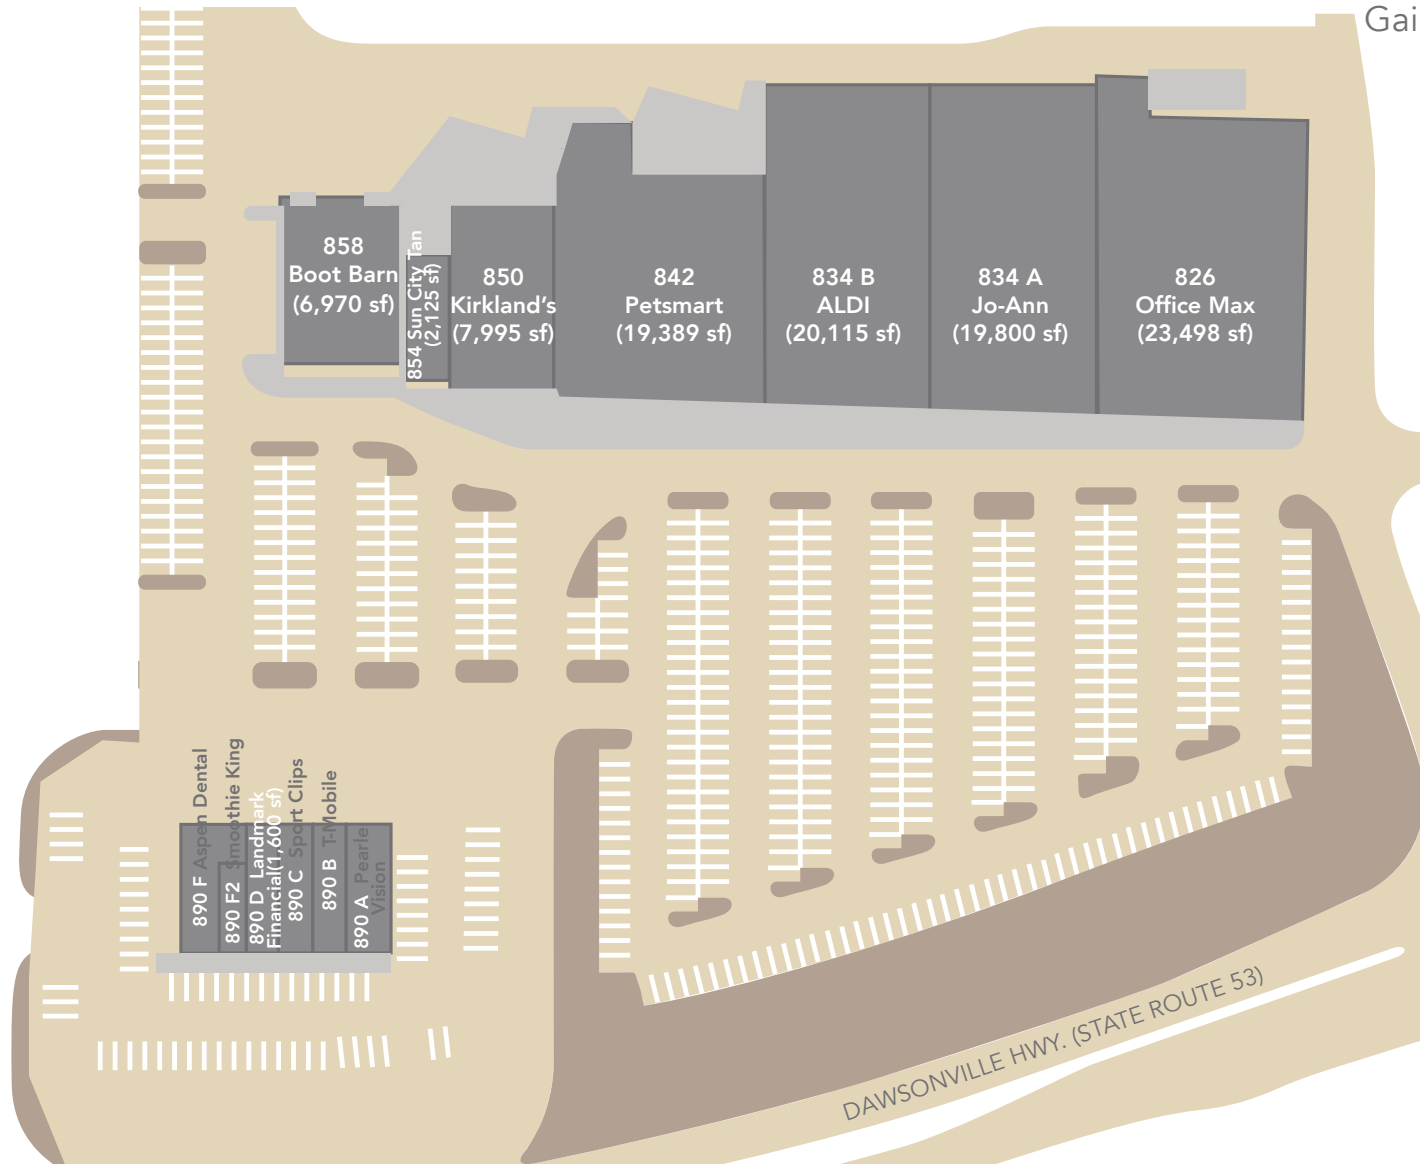 Gai
858
Boot Barn
(6,970 sf)
854 Sun City Tan
(2,125 sf)
850
Kirkland's
(7,995 sf)
842
Petsmart
(19,389 sf)
834 B
ALDI
(20,115 sf)
834 A
Jo-Ann
(19,800 sf)
826
Office Max
(23,498 sf)
890 F Aspen Dental
890 F2 Smoothie King
890 D Landmark
Financial(1,600 sf)
890 C Sport Clips
890 B T-Mobile
890 A Pearle
Vision
DAWSONVILLE HWY. (STATE ROUTE 53)